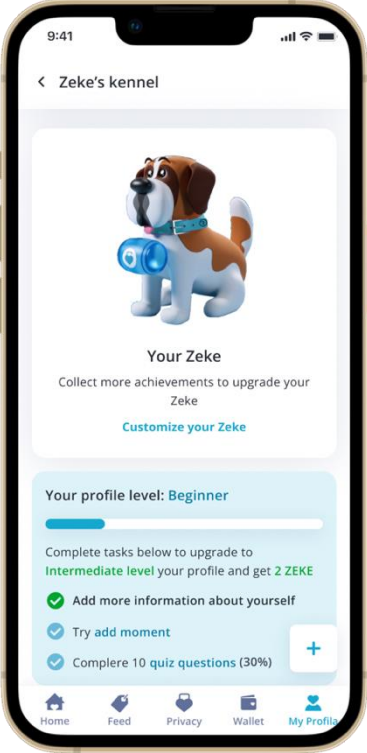 9:41
Zeke's kennel
Your Zeke
Collect more achievements to upgrade your
Zeke
Customize your Zeke
Your profile level: Beginner
Complete tasks below to upgrade to
Intermediate level your profile and get 2 ZEKE
Add more information about yourself
Try add moment
Complere 10 quiz questions (30%)
+
Home
Feed
Privacy
Wallet
My Profila